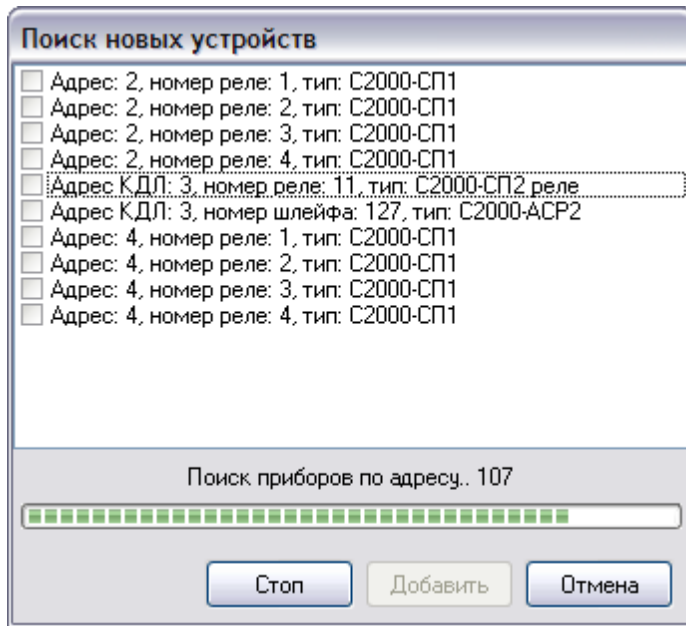 Поиск новых устройств
Адрес: 2, номер реле: 1, тип: С2000-СП1
Адрес: 2, номер реле: 2, тип: С2000-СП1
Адрес: 2, номер реле: 3, тип: С2000-СП1
Адрес: 2, номер реле: 4, тип: С2000-СП1
Адрес КДЛ: 3, номер реле: 11, тип: С2000-СП2 реле
Адрес КДЛ: 3, номер шлейфа: 127, тип: С2000-АСР2
Адрес: 4, номер реле: 1, тип: С2000-СП1
Адрес: 4, номер реле: 2, тип: С2000-СП1
Адрес: 4, номер реле: 3, тип: С2000-СП1
Адрес: 4, номер реле: 4, тип: С2000-СП1
Поиск приборов по адресу.. 107
Стоп Добавить Отмена